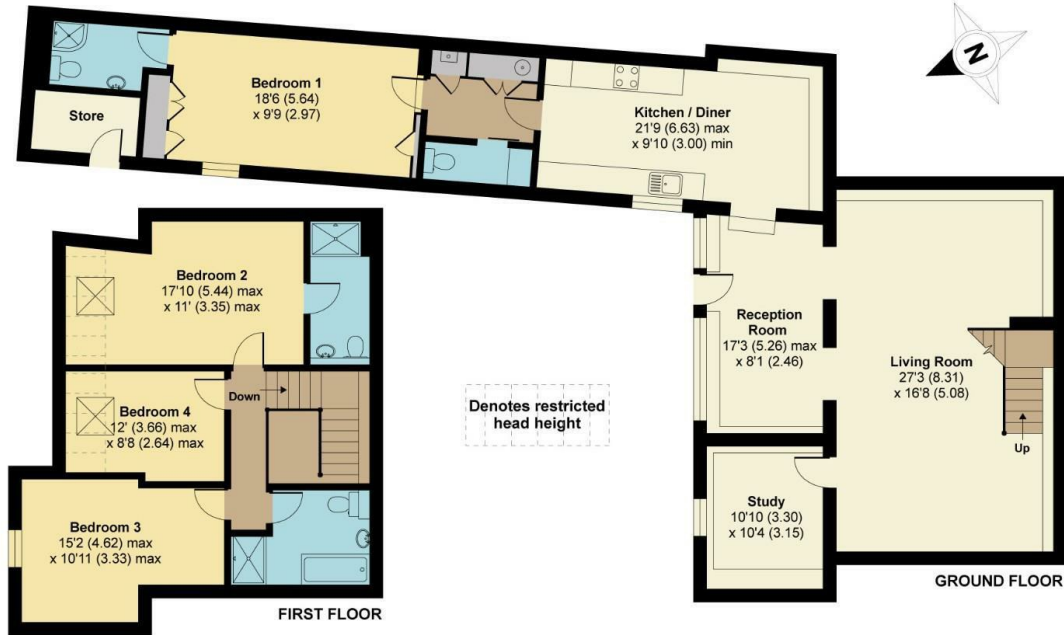 N
Bedroom 1
18'6 (5.64)
x 9'9 (2.97)
Store
Kitchen / Diner
21'9 (6.63) max
x 9'10 (3.00) min
Bedroom 2
17'10 (5.44) max
x 11' (3.35) max
Down
Bedroom 4
12' (3.66) max
x 8'8 (2.64) max
Bedroom 3
15'2 (4.62) max
x 10'11 (3.33) max
FIRST FLOOR
Denotes restricted
head height
Reception
Room
17'3 (5.26) max
x 8'1 (2.46)
Living Room
27'3 (8.31)
x 16'8 (5.08)
Up
Study
10'10 (3.30)
x 10'4 (3.15)
GROUND FLOOR